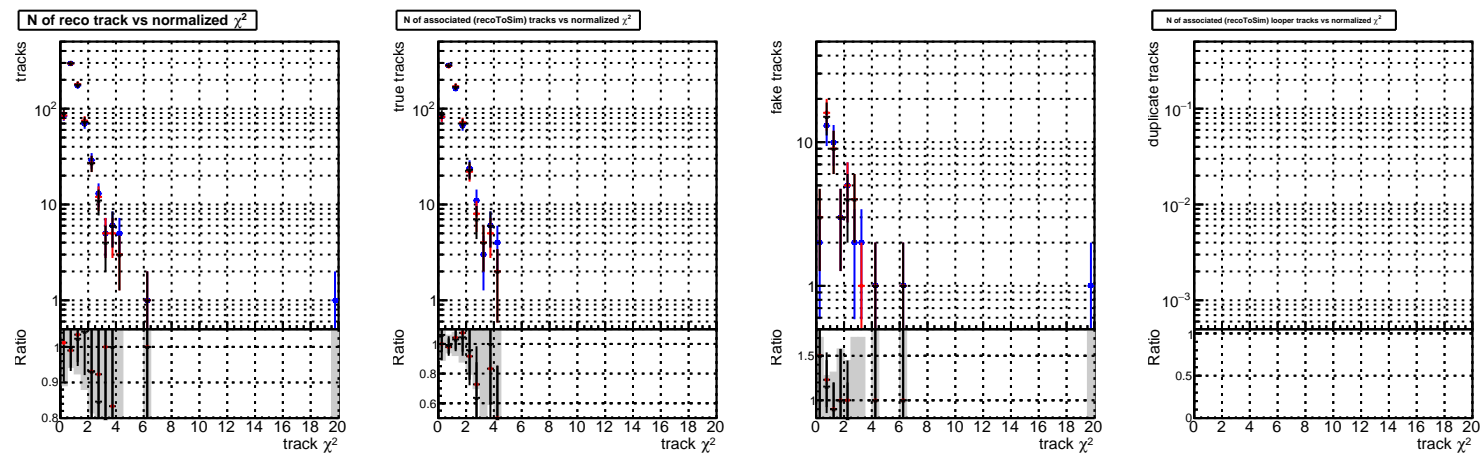 N of reco track vs normalized χ²
tracks
10²
10
1
Ratio
1
0.9
0.8
0 2 4 6 8 10 12 14 16 18 20
track χ²
N of associated (recoToSim) tracks vs normalized χ²
true tracks
10²
10
1
Ratio
1
0.8
0.6
0 2 4 6 8 10 12 14 16 18 20
track χ²
fake tracks
10
1
Ratio
1.5
1
0 2 4 6 8 10 12 14 16 18 20
track χ²
N of associated (recoToSim) looper tracks vs normalized χ²
duplicate tracks
10⁻¹
10⁻²
10⁻³
Ratio
1
0.5
0
0 2 4 6 8 10 12 14 16 18 20
track χ²